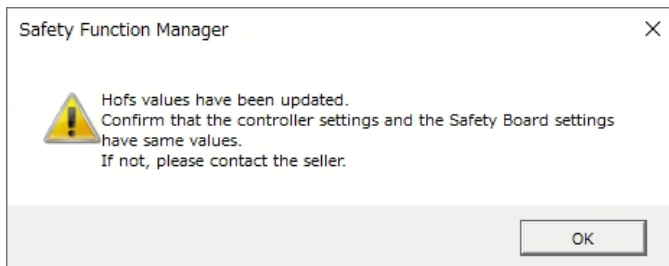 Safety Function Manager
Hofs values have been updated.
Confirm that the controller settings and the Safety Board settings
have same values.
If not, please contact the seller.
OK